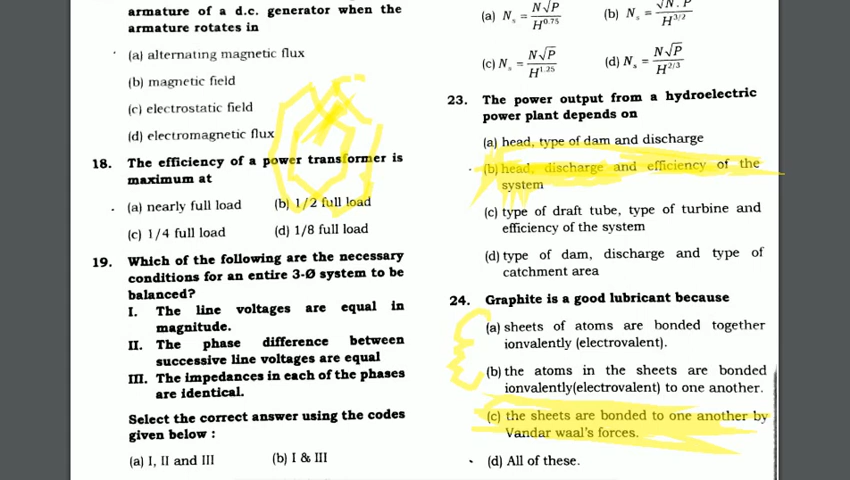 armature of a d.c. generator when the
armature rotates in
(a) alternating magnetic flux
(b) magnetic field
(c) electrostatic field
(d) electromagnetic flux
18. The efficiency of a power transformer is
maximum at
(a) nearly full load (b) 1/2 full load
(c) 1/4 full load (d) 1/8 full load
19. Which of the following are the necessary
conditions for an entire 3-Ø system to be
balanced?
I. The line voltages are equal in
magnitude.
II. The phase difference between
successive line voltages are equal
III. The impedances in each of the phases
are identical.
Select the correct answer using the codes
given below :
(a) I, II and III (b) I & III
(a) Nₛ = N√P / H^0.75 (b) Nₛ = √N. P / H^3/2
(c) Nₛ = N√P / H^1.25 (d) Nₛ = N√P / H^2/3
23. The power output from a hydroelectric
power plant depends on
(a) head, type of dam and discharge
(b) head, discharge and efficiency of the
system
(c) type of draft tube, type of turbine and
efficiency of the system
(d) type of dam, discharge and type of
catchment area
24. Graphite is a good lubricant because
(a) sheets of atoms are bonded together
ionvalently (electrovalent).
(b) the atoms in the sheets are bonded
ionvalently(electrovalent) to one another.
(c) the sheets are bonded to one another by
Vandar waal's forces.
(d) All of these.